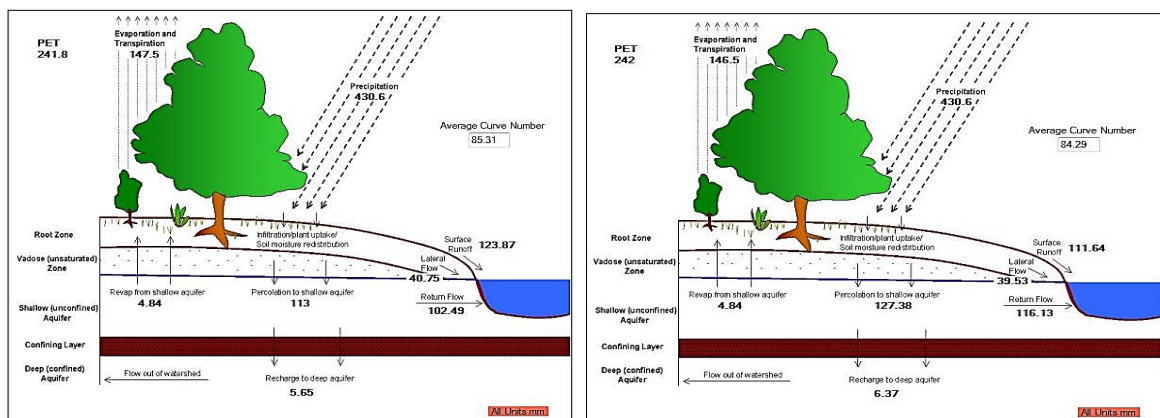 PET
241.8
Evaporation and
Transpiration
147.5
Precipitation
430.6
Average Curve Number
85.31
Root Zone
Infiltration/plant uptake/
Soil moisture redistribution
Surface
Runoff
123.87
Vadose (unsaturated)
Zone
Lateral
Flow
40.75
Revap from shallow aquifer
4.84
Percolation to shallow aquifer
113
Return Flow
102.49
Shallow (unconfined)
Aquifer
Confining Layer
Deep (confined)
Aquifer
Flow out of watershed
Recharge to deep aquifer
5.65
All Units mm
PET
242
Evaporation and
Transpiration
146.5
Precipitation
430.6
Average Curve Number
84.29
Root Zone
Infiltration/plant uptake/
Soil moisture redistribution
Surface
Runoff
111.64
Vadose (unsaturated)
Zone
Lateral
Flow
39.53
Revap from shallow aquifer
4.84
Percolation to shallow aquifer
127.38
Return Flow
116.13
Shallow (unconfined)
Aquifer
Confining Layer
Deep (confined)
Aquifer
Flow out of watershed
Recharge to deep aquifer
6.37
All Units mm